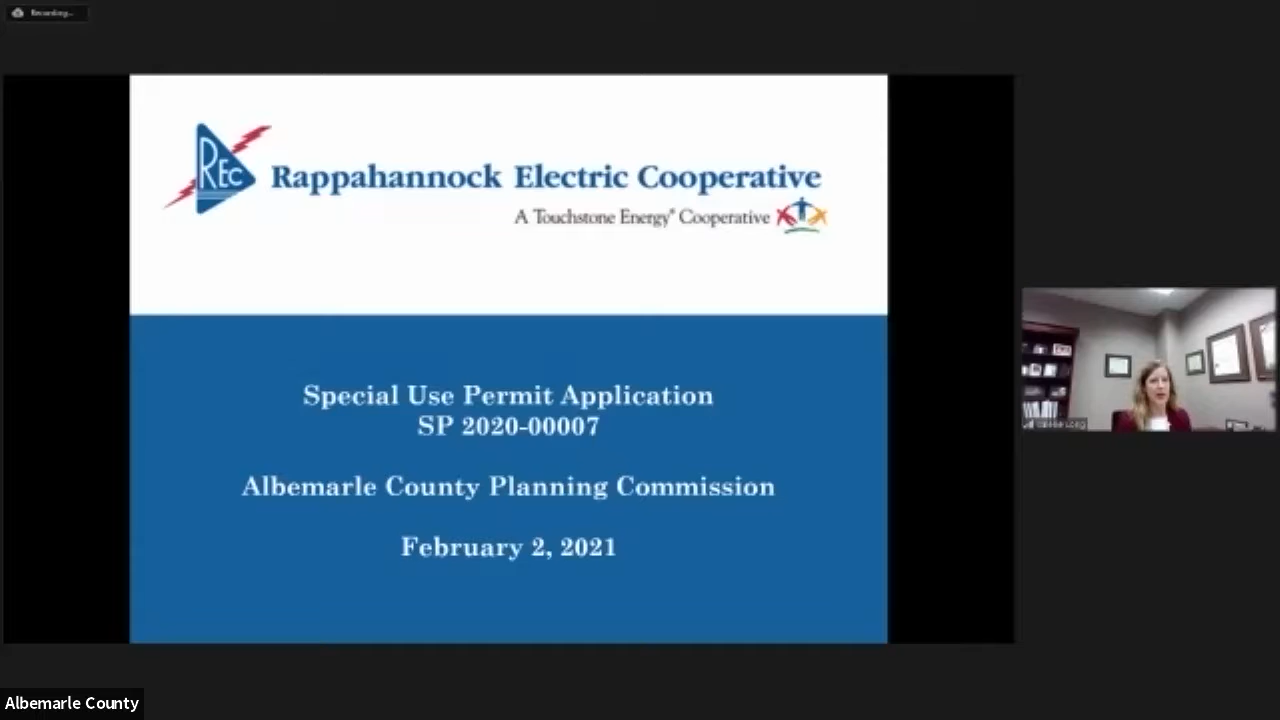 Recording...
REC
Rappahannock Electric Cooperative
A Touchstone Energy® Cooperative
Special Use Permit Application
SP 2020-00007
Albemarle County Planning Commission
February 2, 2021
Albemarle County